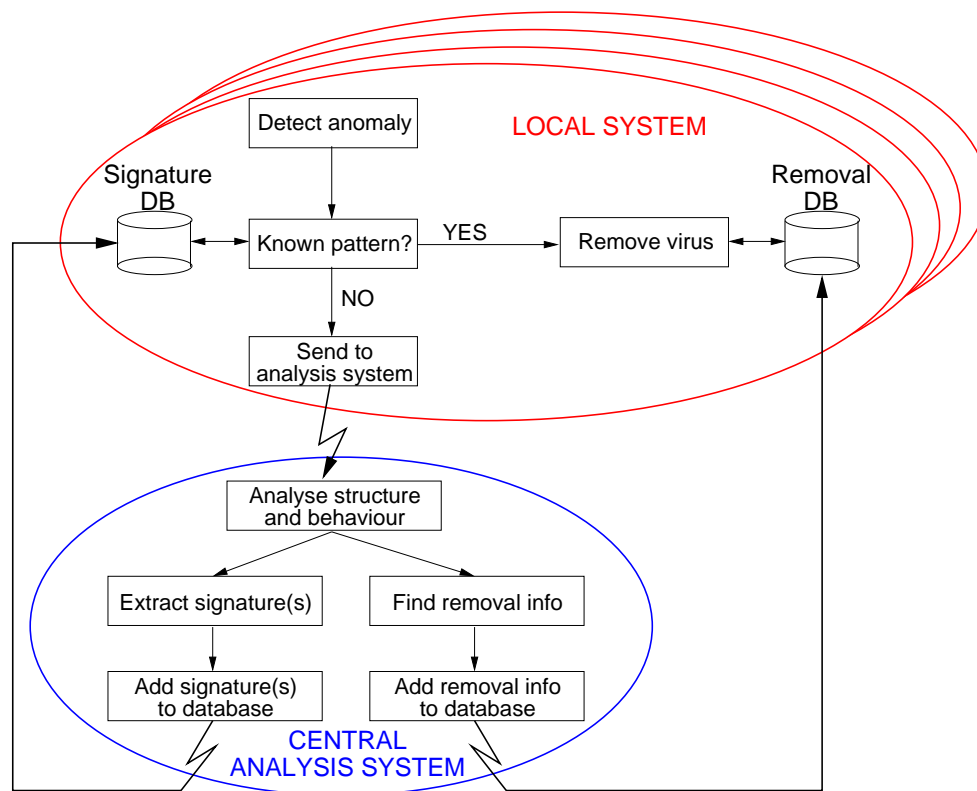 Detect anomaly
LOCAL SYSTEM
Signature
DB
Removal
DB
Known pattern?
YES
Remove virus
NO
Send to
analysis system
Analyse structure
and behaviour
Extract signature(s)
Find removal info
Add signature(s)
to database
Add removal info
to database
CENTRAL
ANALYSIS SYSTEM